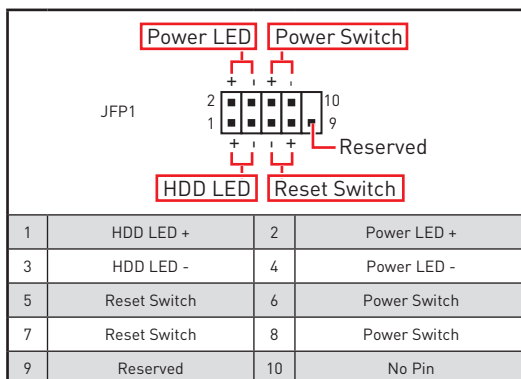 Power LED Power Switch
+ - + -
JFP1
2 10
1 9
+ - - +
Reserved
HDD LED Reset Switch
1 HDD LED + 2 Power LED +
3 HDD LED - 4 Power LED -
5 Reset Switch 6 Power Switch
7 Reset Switch 8 Power Switch
9 Reserved 10 No Pin